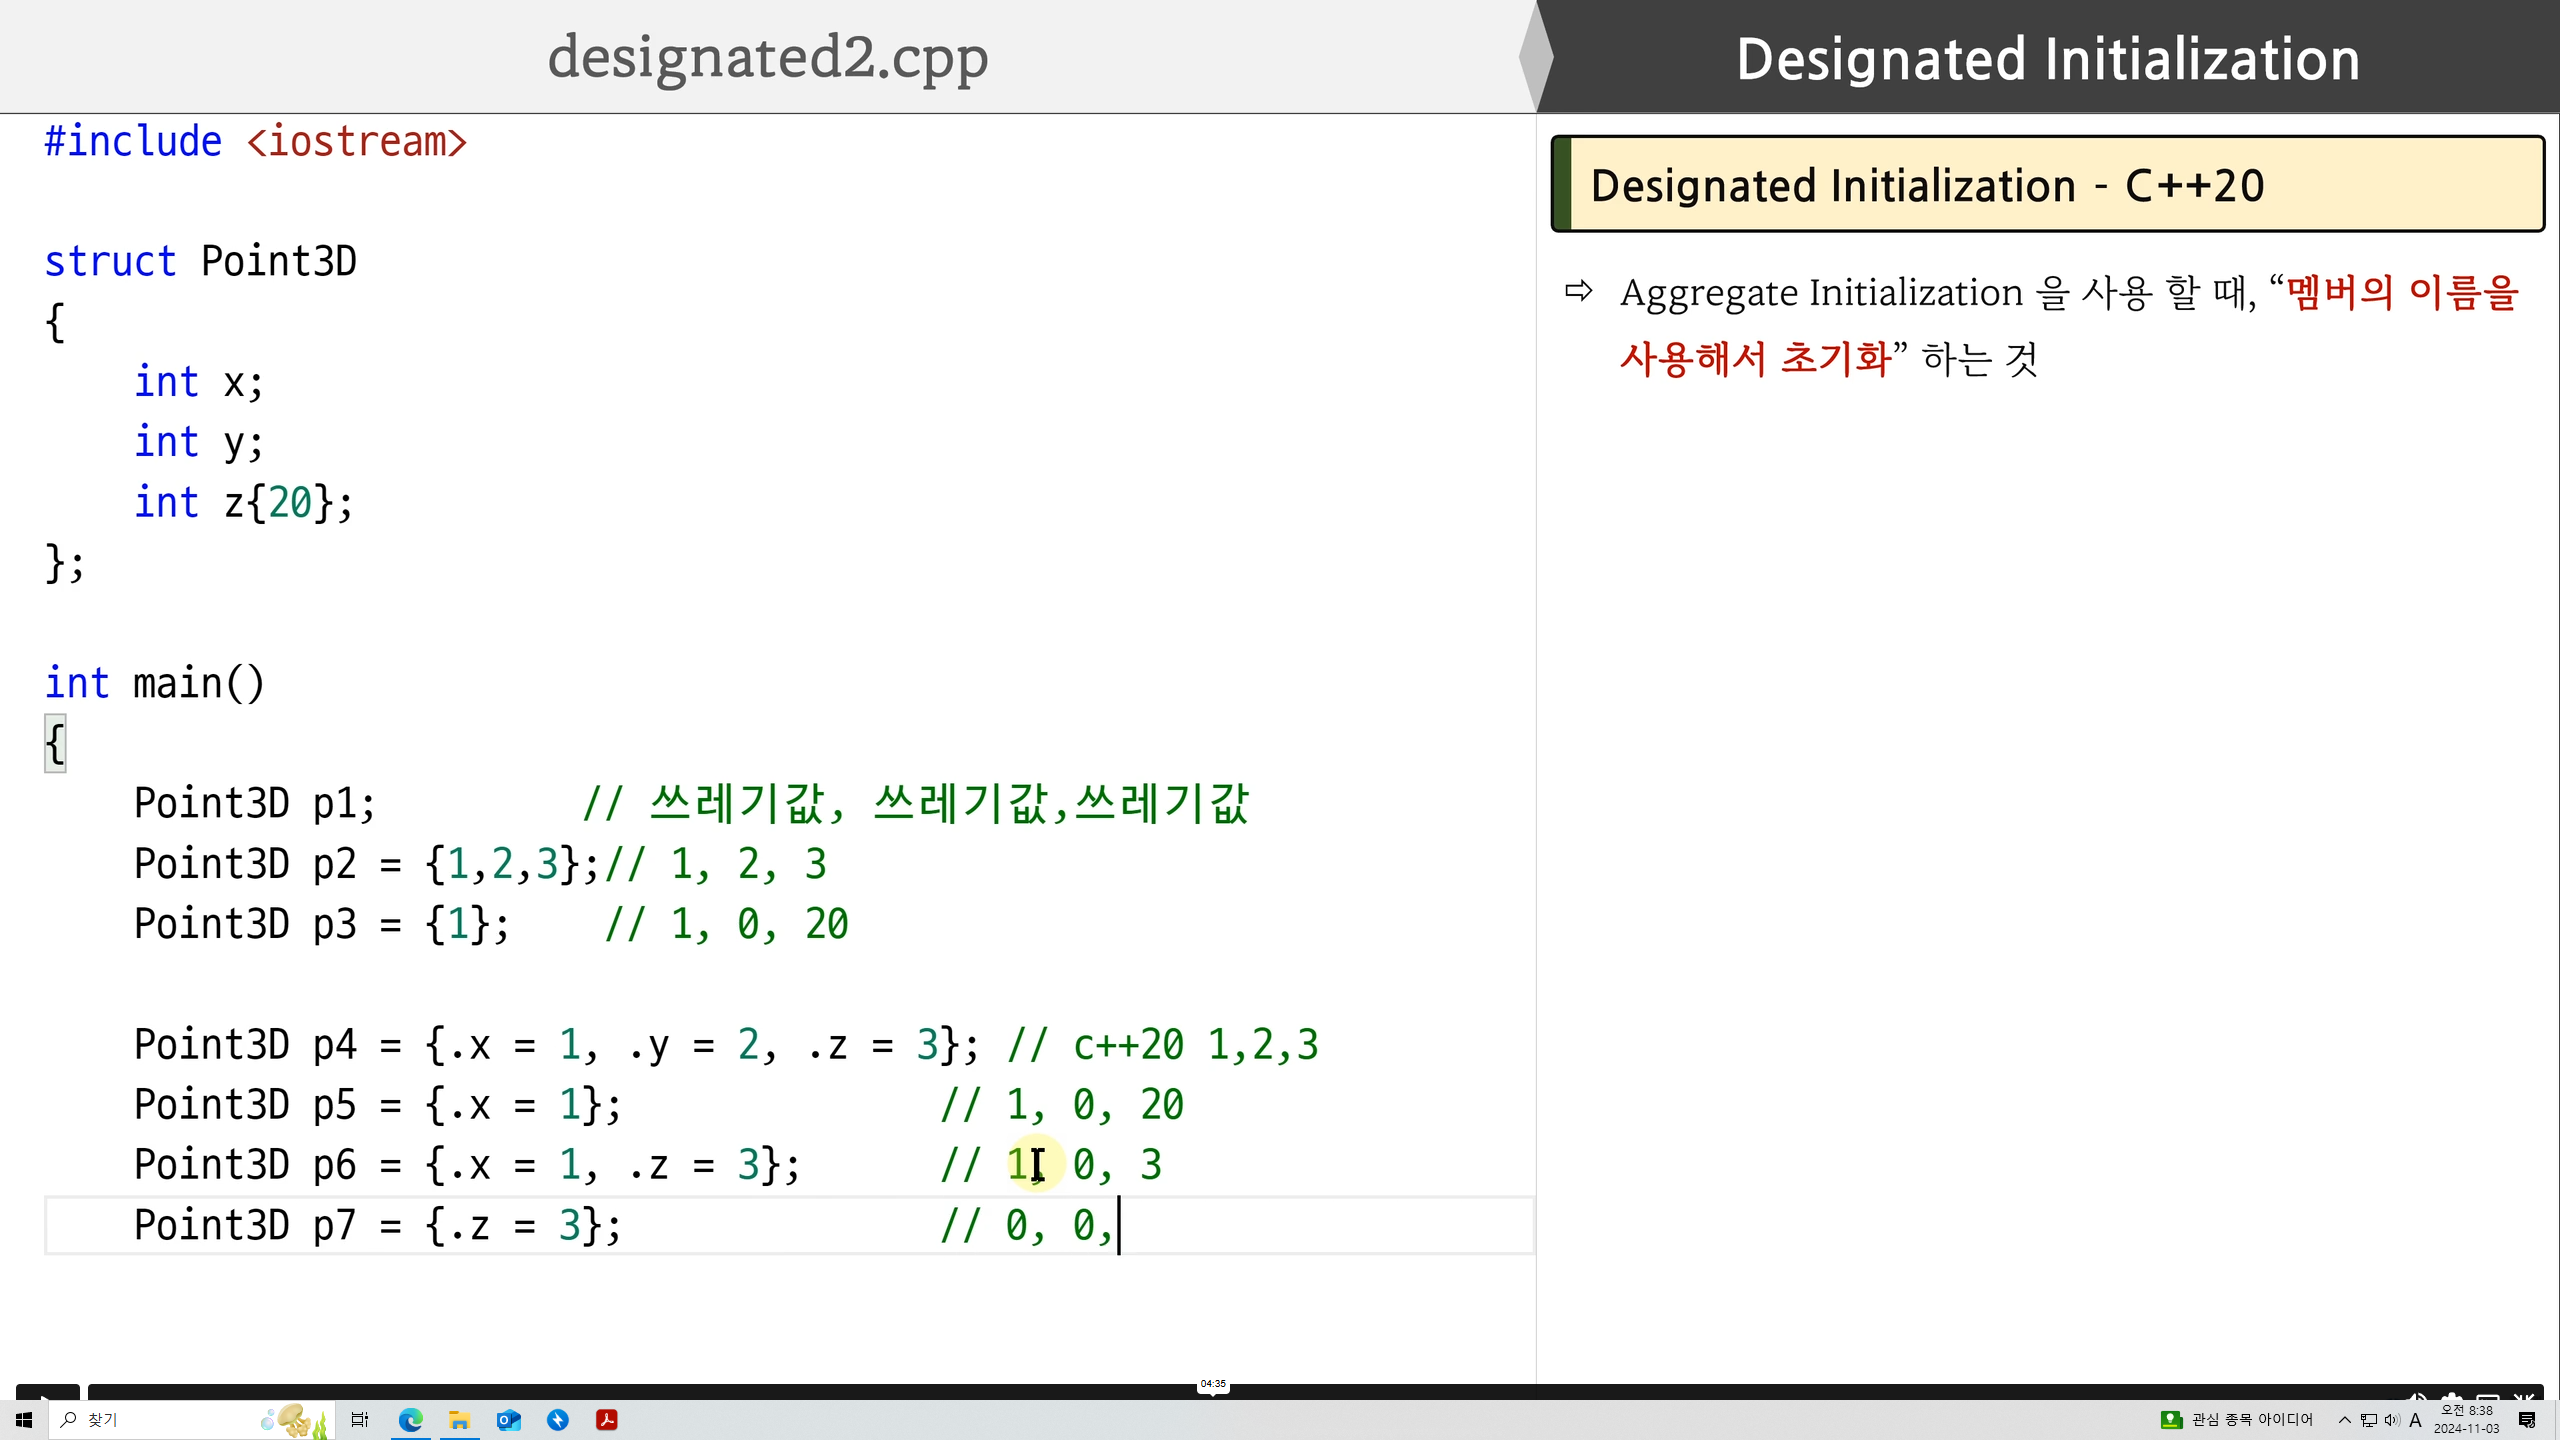 designated2.cpp
Designated Initialization
#include <iostream>
struct Point3D
{
    int x;
    int y;
    int z{20};
};
int main()
{
    Point3D p1;         // 쓰레기값, 쓰레기값,쓰레기값
    Point3D p2 = {1,2,3};// 1, 2, 3
    Point3D p3 = {1};    // 1, 0, 20
    Point3D p4 = {.x = 1, .y = 2, .z = 3}; // c++20 1,2,3
    Point3D p5 = {.x = 1};              // 1, 0, 20
    Point3D p6 = {.x = 1, .z = 3};      // 1, 0, 3
    Point3D p7 = {.z = 3};              // 0, 0,
Designated Initialization - C++20
⇨ Aggregate Initialization 을 사용 할 때, “멤버의 이름을
사용해서 초기화” 하는 것
04:35
찾기
관심 종목 아이디어
A
오전 8:38
2024-11-03